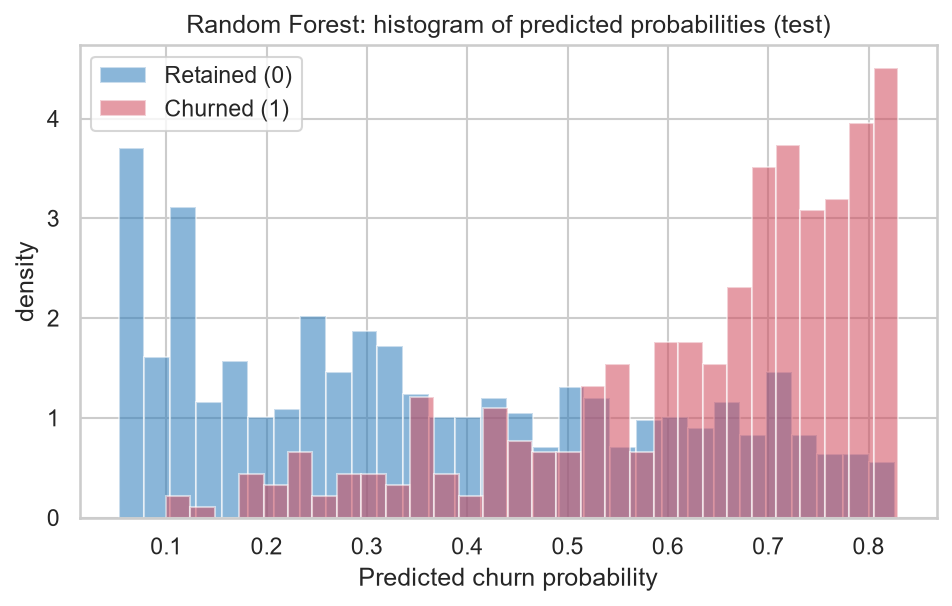 Random Forest: histogram of predicted probabilities (test)
Retained (0)
Churned (1)
density
4
3
2
1
0
0.1 0.2 0.3 0.4 0.5 0.6 0.7 0.8
Predicted churn probability